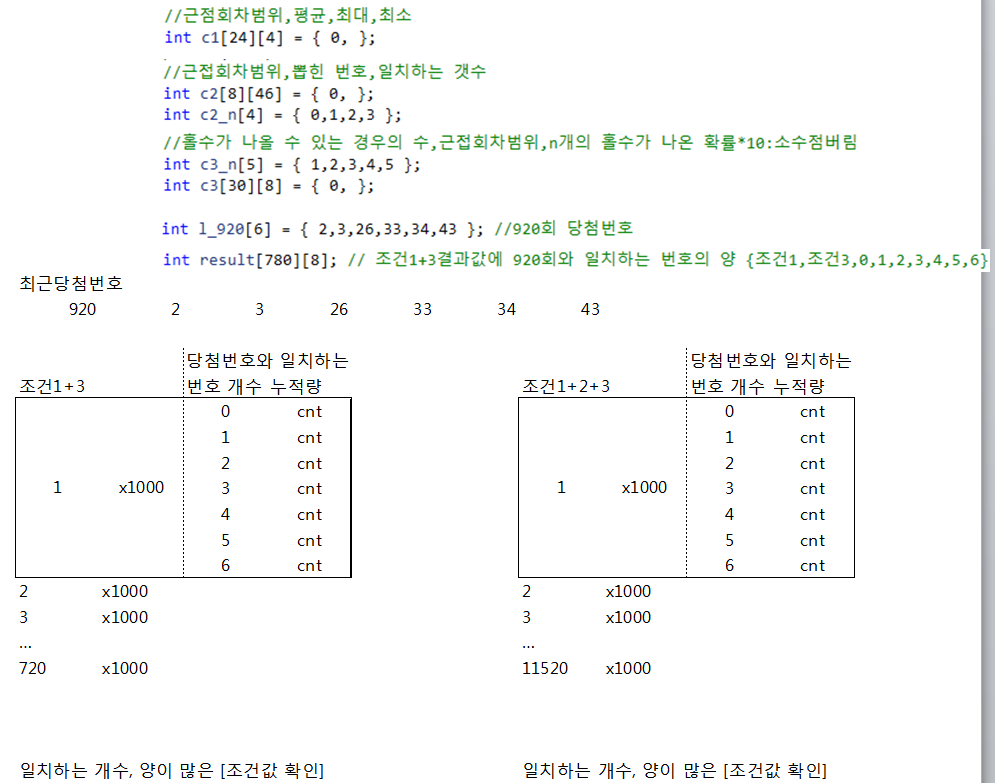 //근점회차범위,평균,최대,최소
int c1[24][4] = { 0, };
//근접회차범위,뽑힌 번호,일치하는 갯수
int c2[8][46] = { 0, };
int c2_n[4] = { 0,1,2,3 };
//홀수가 나올 수 있는 경우의 수,근접회차범위,n개의 홀수가 나온 확률*10:소수점버림
int c3_n[5] = { 1,2,3,4,5 };
int c3[30][8] = { 0, };
int l_920[6] = { 2,3,26,33,34,43 }; //920회 당첨번호
int result[780][8]; // 조건1+3결과값에 920회와 일치하는 번호의 양 {조건1,조건3,0,1,2,3,4,5,6}
최근당첨번호
920 2 3 26 33 34 43
당첨번호와 일치하는
조건1+3 번호 개수 누적량
0 cnt
1 cnt
2 cnt
1 x1000 3 cnt
4 cnt
5 cnt
6 cnt
2 x1000
3 x1000
...
720 x1000
일치하는 개수, 양이 많은 [조건값 확인]
당첨번호와 일치하는
조건1+2+3 번호 개수 누적량
0 cnt
1 cnt
2 cnt
1 x1000 3 cnt
4 cnt
5 cnt
6 cnt
2 x1000
3 x1000
...
11520 x1000
일치하는 개수, 양이 많은 [조건값 확인]